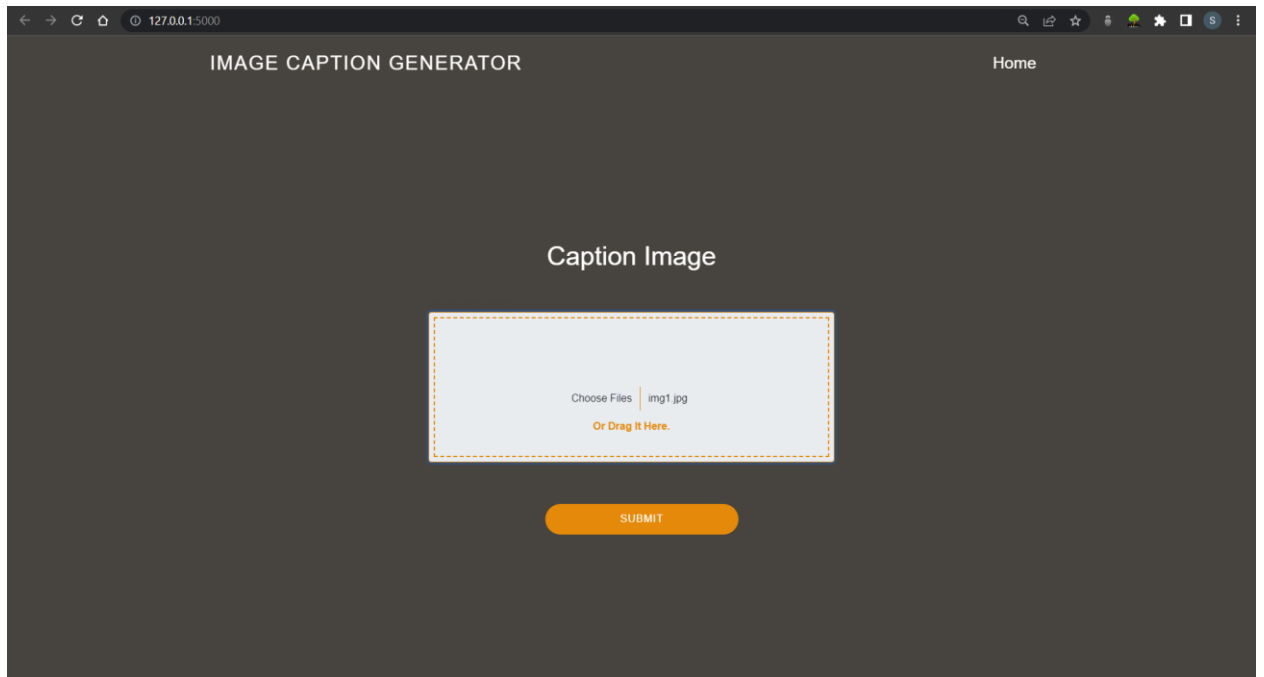 127.0.0.1:5000
S
IMAGE CAPTION GENERATOR
Home
Caption Image
Choose Files img1.jpg
Or Drag It Here.
SUBMIT